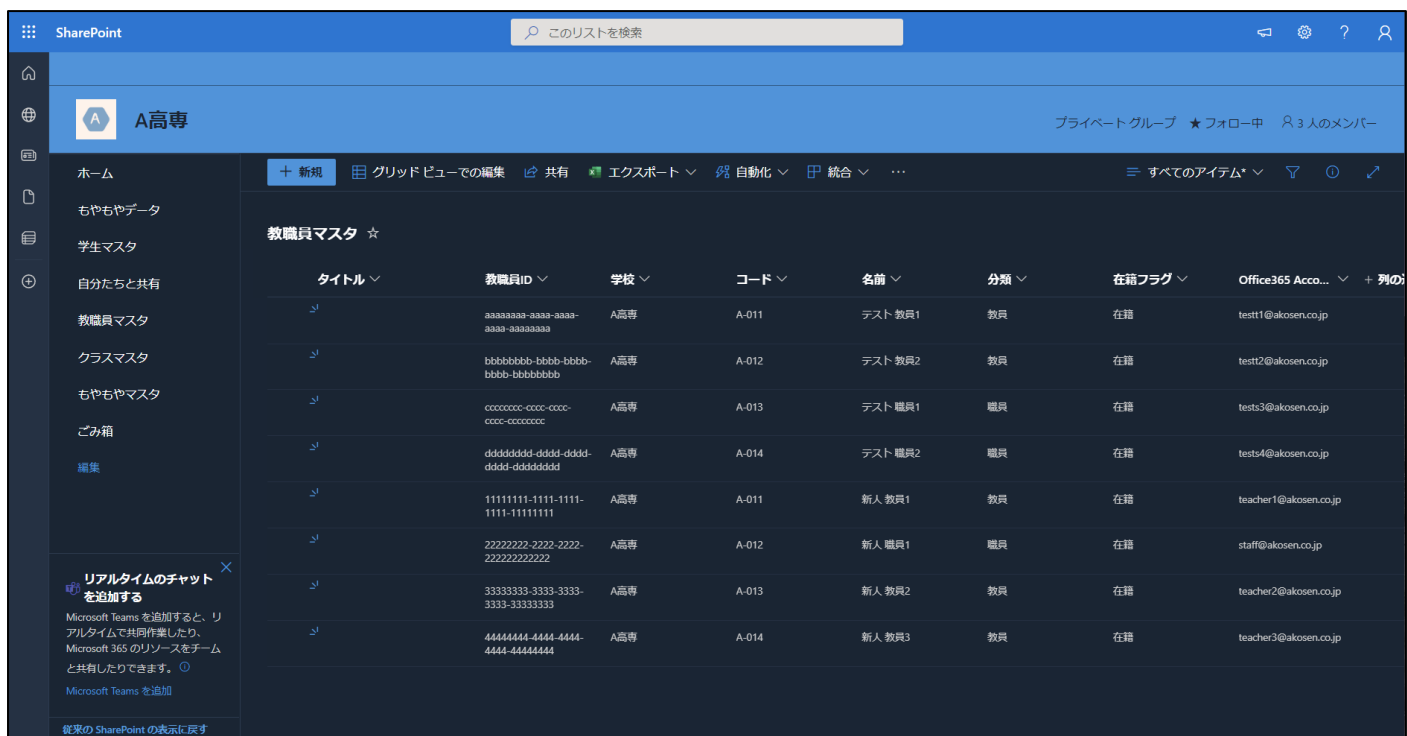 SharePoint
このリストを検索
A
A高専
プライベート グループ ★ フォロー中 3 人のメンバー
ホーム
もやもやデータ
学生マスタ
自分たちと共有
教職員マスタ
クラスマスタ
もやもやマスタ
ごみ箱
編集
リアルタイムのチャット
を追加する
Microsoft Teams を追加すると、リ
アルタイムで共同作業したり、
Microsoft 365 のリソースをチーム
と共有したりできます。
Microsoft Teams を追加
従来の SharePoint の表示に戻す
+ 新規 グリッド ビューでの編集 共有 エクスポート 自動化 統合 … すべてのアイテム*
教職員マスタ ☆
タイトル 教職員ID 学校 コード 名前 分類 在籍フラグ Office365 Acco... + 列の
aaaaaaaa-aaaa-aaaa- A高専 A-011 テスト 教員1 教員 在籍 testt1@akosen.co.jp
aaaa-aaaaaaaa
bbbbbbbb-bbbb-bbbb- A高専 A-012 テスト 教員2 教員 在籍 testt2@akosen.co.jp
bbbb-bbbbbbbb
cccccccc-cccc-cccc- A高専 A-013 テスト 職員1 職員 在籍 tests3@akosen.co.jp
cccc-cccccccc
dddddddd-dddd-dddd- A高専 A-014 テスト 職員2 職員 在籍 tests4@akosen.co.jp
dddd-dddddddd
11111111-1111-1111- A高専 A-011 新人 教員1 教員 在籍 teacher1@akosen.co.jp
1111-11111111
22222222-2222-2222- A高専 A-012 新人 職員1 職員 在籍 staff@akosen.co.jp
222222222222
33333333-3333-3333- A高専 A-013 新人 教員2 教員 在籍 teacher2@akosen.co.jp
3333-33333333
44444444-4444-4444- A高専 A-014 新人 教員3 教員 在籍 teacher3@akosen.co.jp
4444-44444444